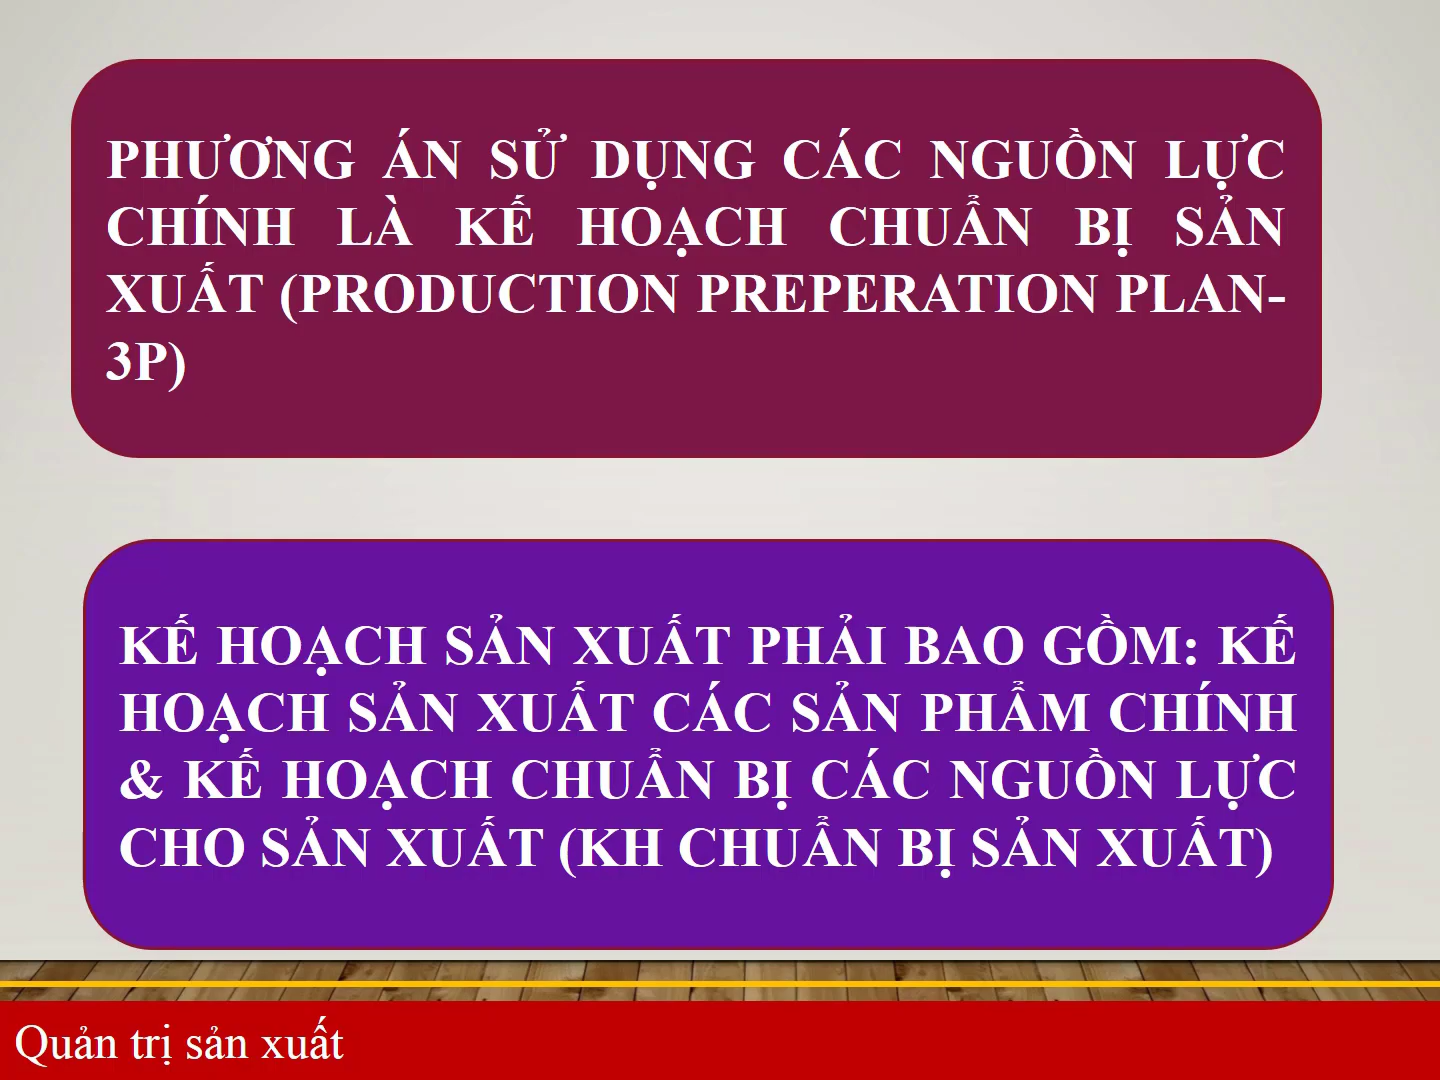 PHƯƠNG ÁN SỬ DỤNG CÁC NGUỒN LỰC
CHÍNH LÀ KẾ HOẠCH CHUẨN BỊ SẢN
XUẤT (PRODUCTION PREPERATION PLAN-
3P)
KẾ HOẠCH SẢN XUẤT PHẢI BAO GỒM: KẾ
HOẠCH SẢN XUẤT CÁC SẢN PHẨM CHÍNH
& KẾ HOẠCH CHUẨN BỊ CÁC NGUỒN LỰC
CHO SẢN XUẤT (KH CHUẨN BỊ SẢN XUẤT)
Quản trị sản xuất